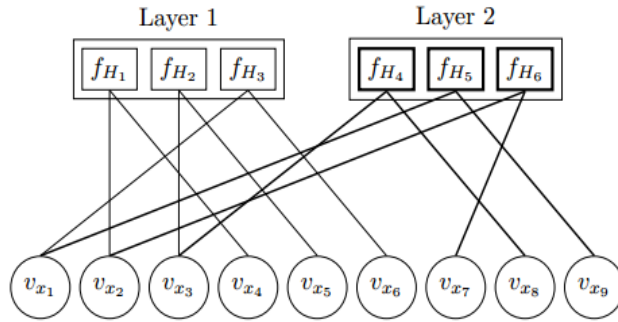 Layer 1 Layer 2
f_{H_1} f_{H_2} f_{H_3} f_{H_4} f_{H_5} f_{H_6}
v_{x_1} v_{x_2} v_{x_3} v_{x_4} v_{x_5} v_{x_6} v_{x_7} v_{x_8} v_{x_9}